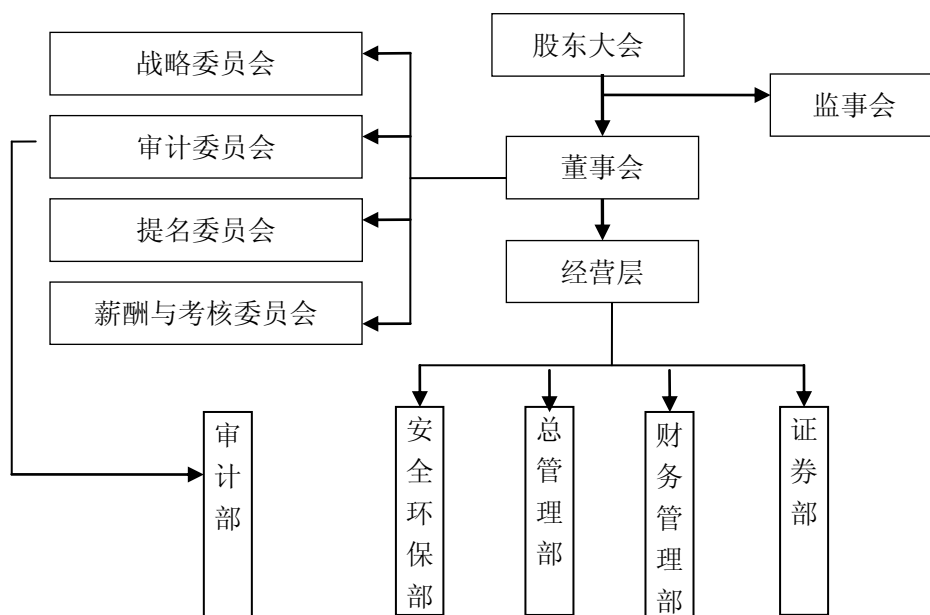 股东大会
战略委员会
监事会
审计委员会
董事会
提名委员会
经营层
薪酬与考核委员会
审计部
安全环保部
总管理部
财务管理部
证券部